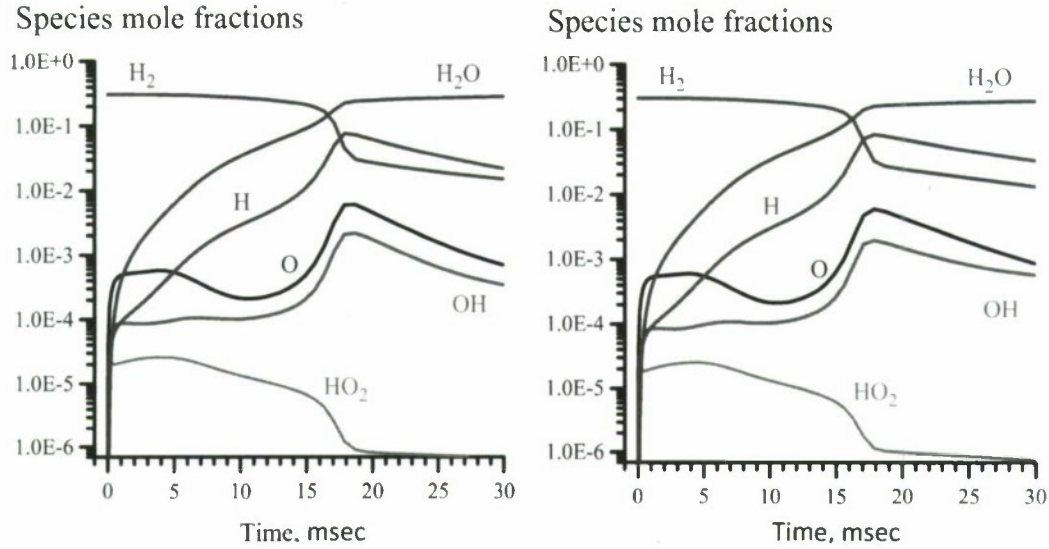 Species mole fractions
1.0E+0
1.0E-1
1.0E-2
1.0E-3
1.0E-4
1.0E-5
1.0E-6
H₂
H₂O
H
O
OH
HO₂
0 5 10 15 20 25 30
Time, msec
Species mole fractions
1.0E+0
1.0E-1
1.0E-2
1.0E-3
1.0E-4
1.0E-5
1.0E-6
H₂
H₂O
H
O
OH
HO₂
0 5 10 15 20 25 30
Time, msec